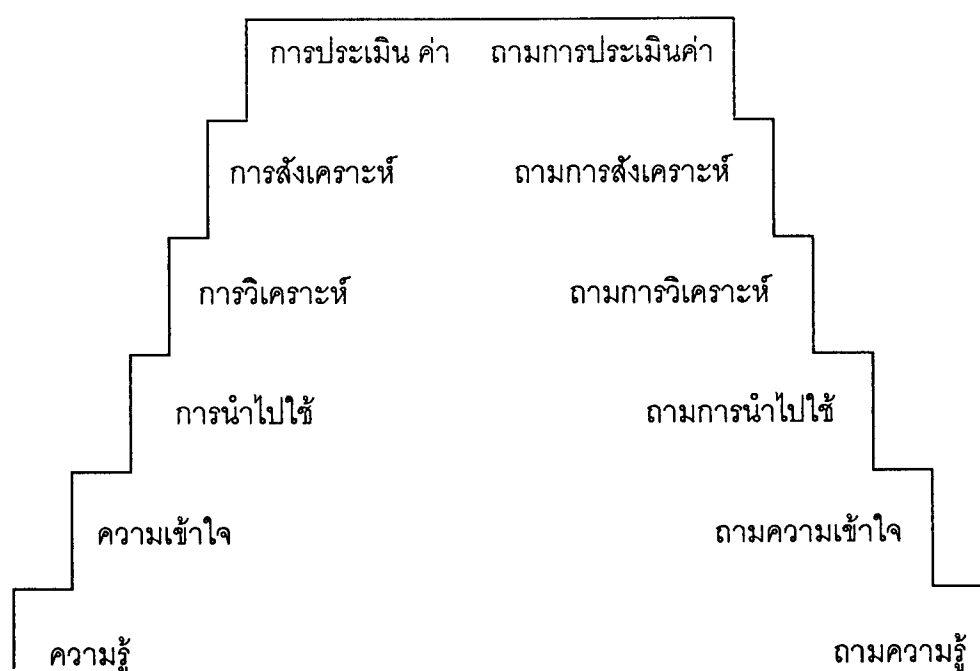 การประเมิน ค่า ถามการประเมินค่า
การสังเคราะห์ ถามการสังเคราะห์
การวิเคราะห์ ถามการวิเคราะห์
การนำไปใช้ ถามการนำไปใช้
ความเข้าใจ ถามความเข้าใจ
ความรู้ ถามความรู้